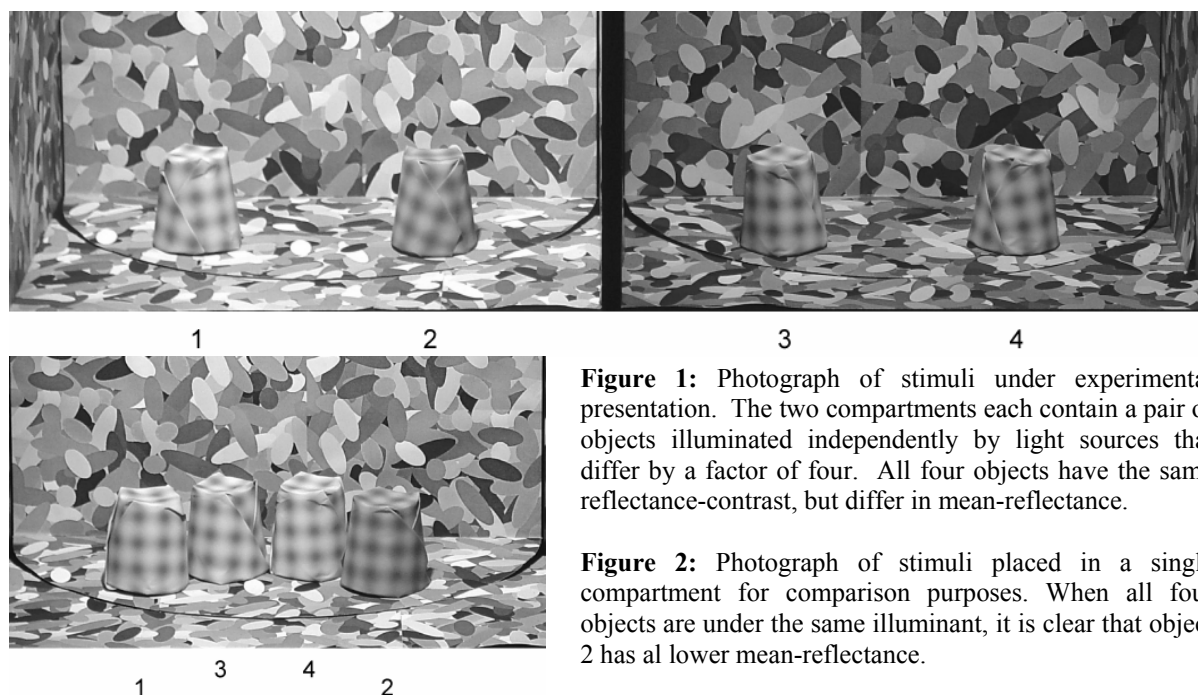 1 2 3 4
Figure 1: Photograph of stimuli under experimenta
presentation. The two compartments each contain a pair o
objects illuminated independently by light sources tha
differ by a factor of four. All four objects have the sam
reflectance-contrast, but differ in mean-reflectance.
Figure 2: Photograph of stimuli placed in a singl
compartment for comparison purposes. When all fou
objects are under the same illuminant, it is clear that objec
2 has al lower mean-reflectance.
3 4
1 2